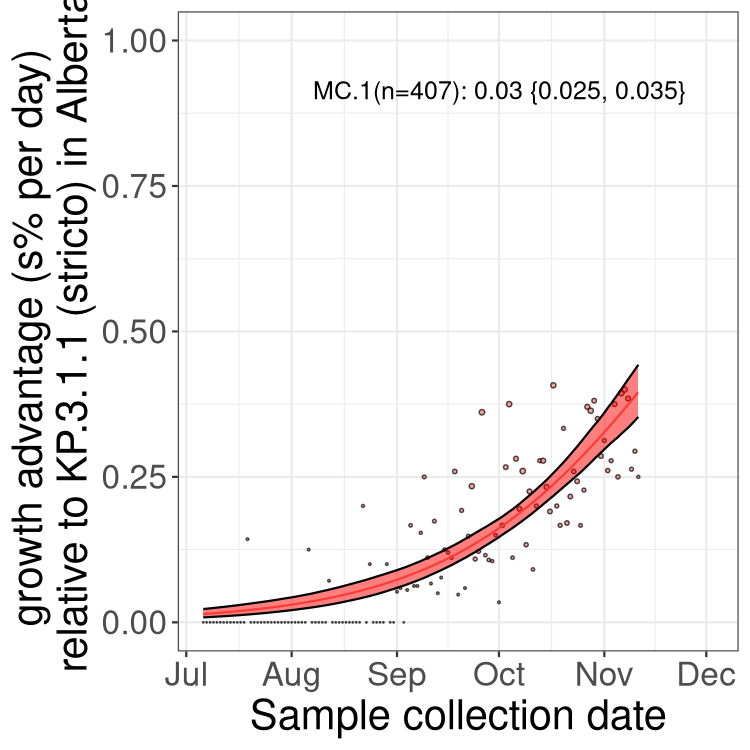 growth advantage (s% per day)
relative to KP.3.1.1 (stricto) in Alberta
1.00
0.75
0.50
0.25
0.00
MC.1(n=407): 0.03 {0.025, 0.035}
Jul Aug Sep Oct Nov Dec
Sample collection date